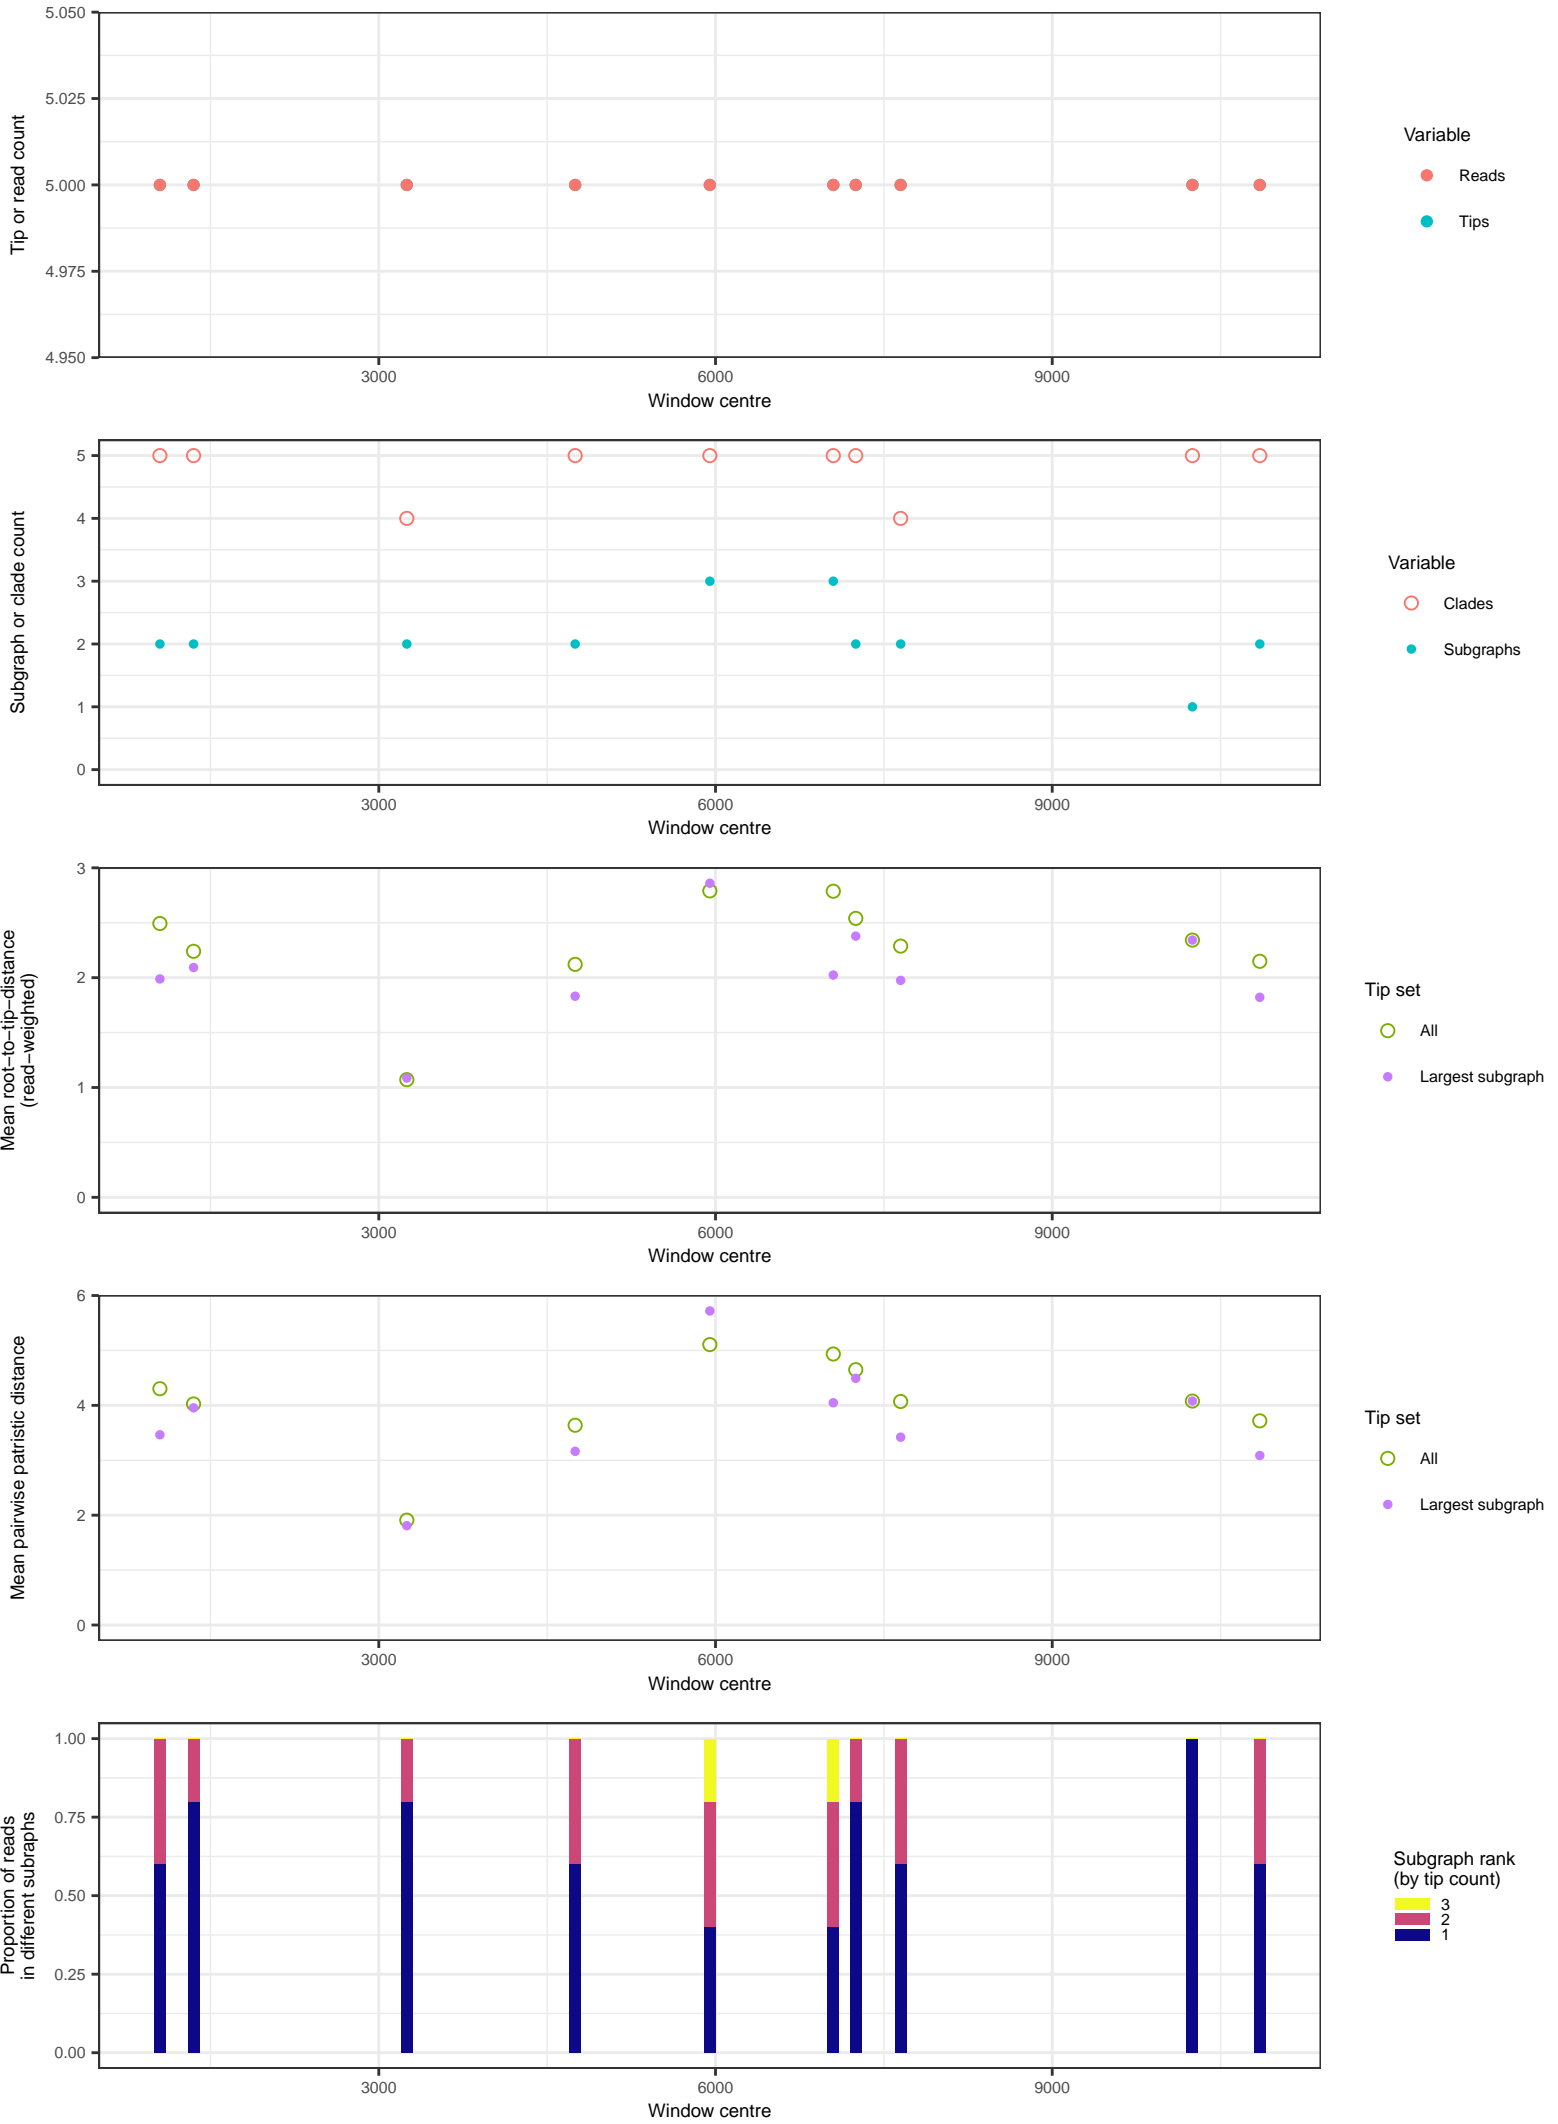 5.050
5.025
5.000
4.975
4.950
Tip or read count
3000 6000 9000
Window centre
Variable
Reads
Tips
5
4
3
2
1
0
Subgraph or clade count
3000 6000 9000
Window centre
Variable
Clades
Subgraphs
3
2
1
0
Mean root−to−tip−distance
(read−weighted)
3000 6000 9000
Window centre
Tip set
All
Largest subgraph
6
4
2
0
Mean pairwise patristic distance
3000 6000 9000
Window centre
Tip set
All
Largest subgraph
1.00
0.75
0.50
0.25
0.00
Proportion of reads
in different subraphs
3000 6000 9000
Window centre
Subgraph rank
(by tip count)
3
2
1